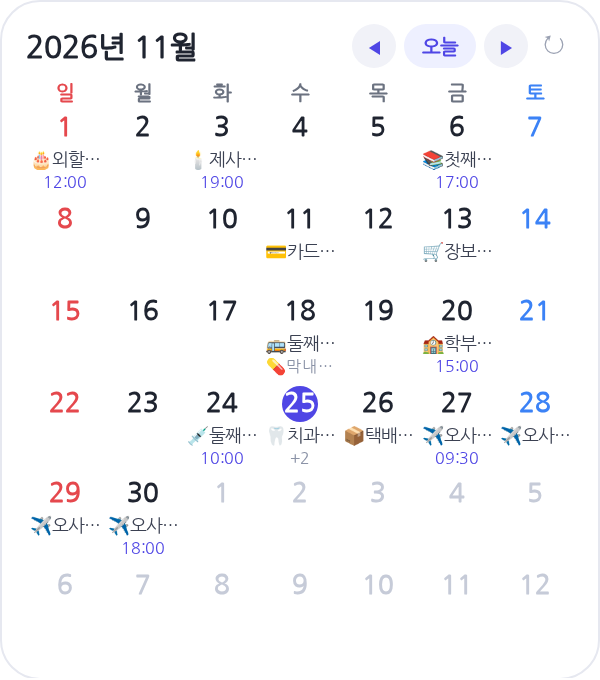 2026년 11월 ◀ 오늘 ▶
일 월 화 수 목 금 토
1 2 3 4 5 6 7
🎂외할… 🕯️제사… 📚첫째…
12:00 19:00 17:00
8 9 10 11 12 13 14
💳카드… 🛒장보…
15 16 17 18 19 20 21
🚌둘째… 🏫학부…
💊막내… 15:00
22 23 24 25 26 27 28
💉둘째… 🦷치과… 📦택배… ✈️오사… ✈️오사…
10:00 +2 09:30
29 30 1 2 3 4 5
✈️오사… ✈️오사…
18:00
6 7 8 9 10 11 12